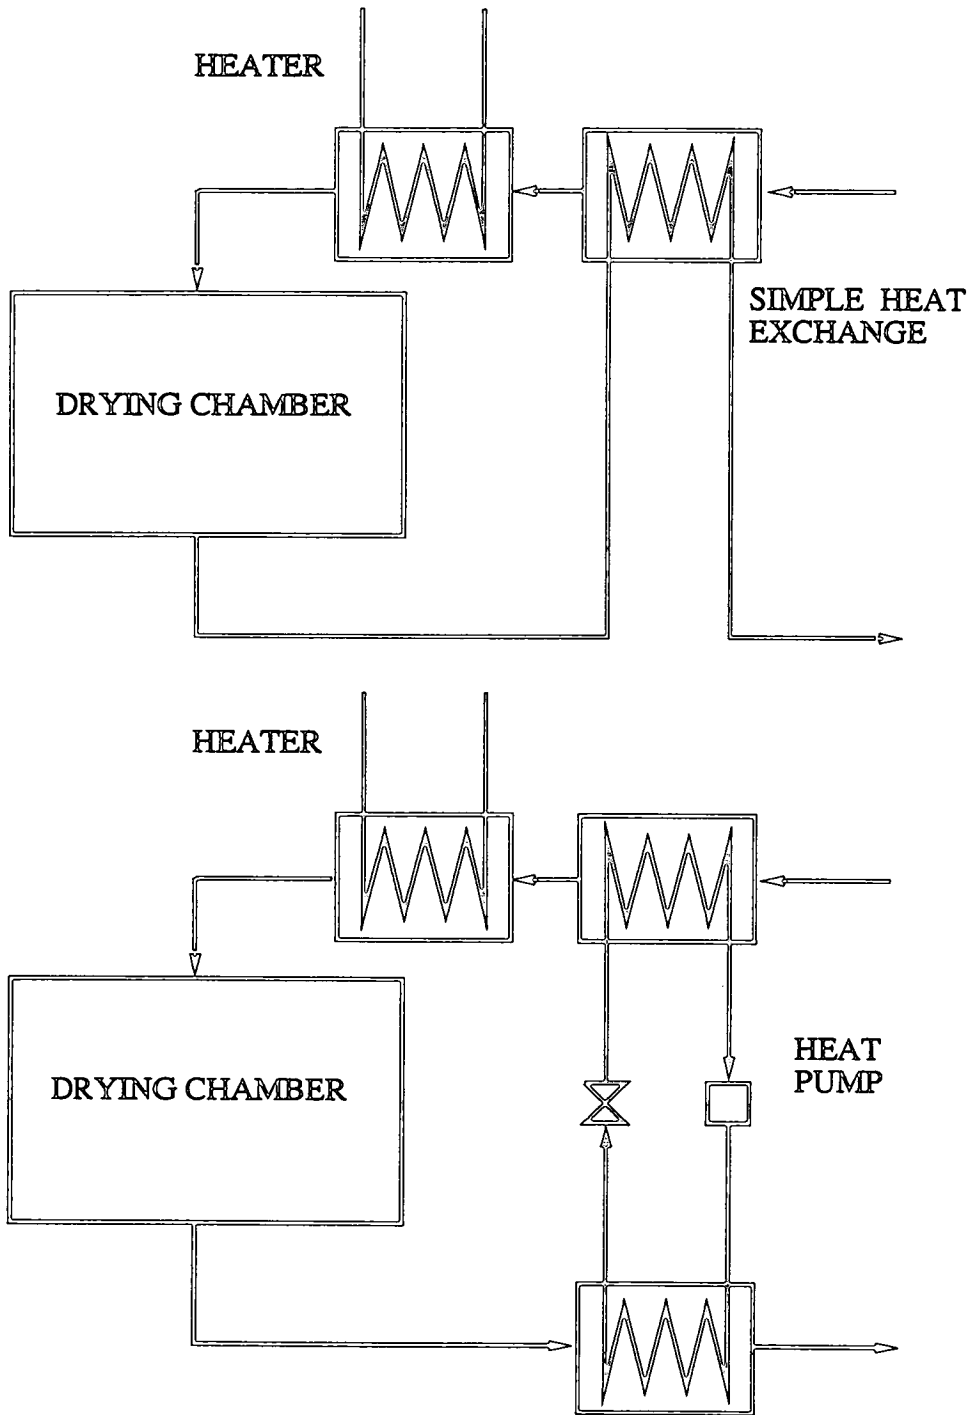 HEATER
SIMPLE HEAT
EXCHANGE
DRYING CHAMBER
HEATER
HEAT
PUMP
DRYING CHAMBER